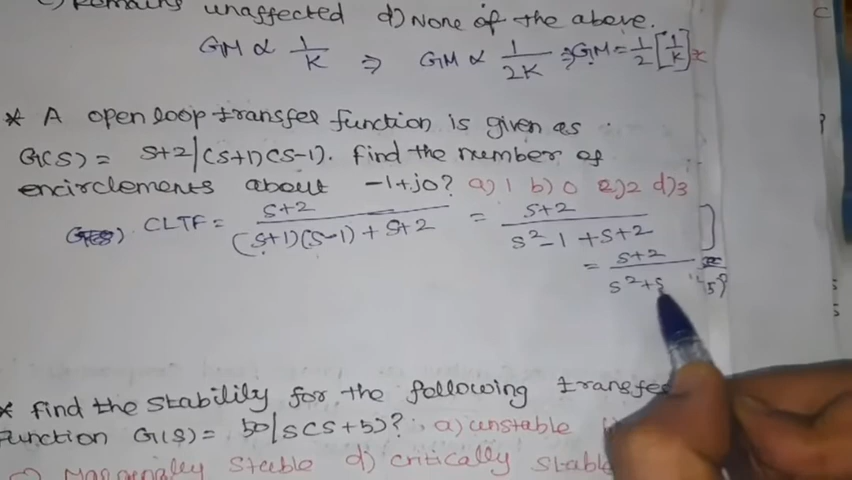 c) Remains unaffected d) None of the above.
GM ∝ 1/K ⇒ GM ∝ 1/2K ⇒ GM = 1/2 [1/K]
* A open loop transfer function is given as
G(s) = s+2|(s+1)(s-1). Find the number of
encirclements about -1+j0? a) 1 b) 0 c) 2 d) 3
CLTF = s+2/(s+1)(s-1)+s+2 = s+2/s²-1+s+2
= s+2/s²+s
* find the stability for the following transfer
function G(s) = 50|s(s+5)? a) unstable
c) Marginally stable d) critically stable